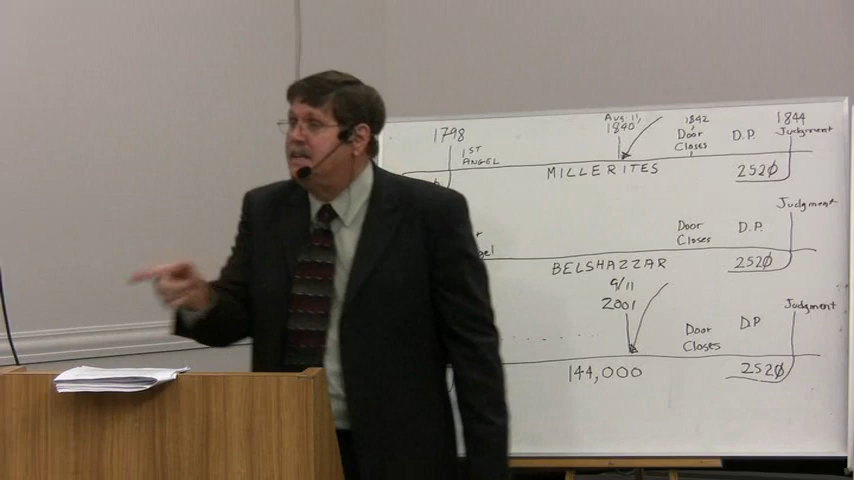 1798
1ST
ANGEL
Aug 11,
1840
1842
Door
Closes
D.P.
1844
Judgment
MILLERITES
2520
Judgment
Door
Closes
D.P.
BELSHAZZAR
2520
9/11
2001
Judgment
Door
Closes
DP
144,000
2520